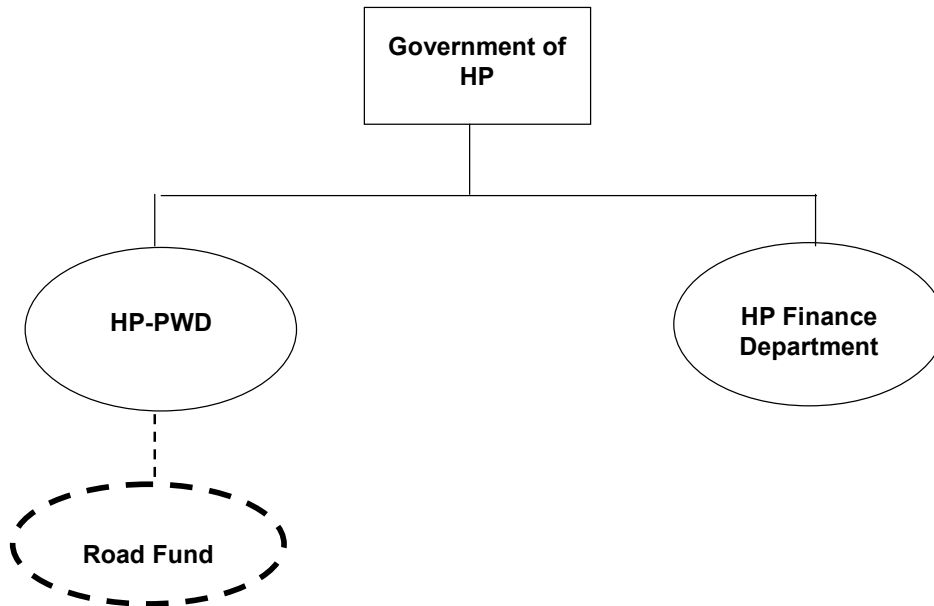 Government of
HP
HP-PWD
HP Finance
Department
Road Fund